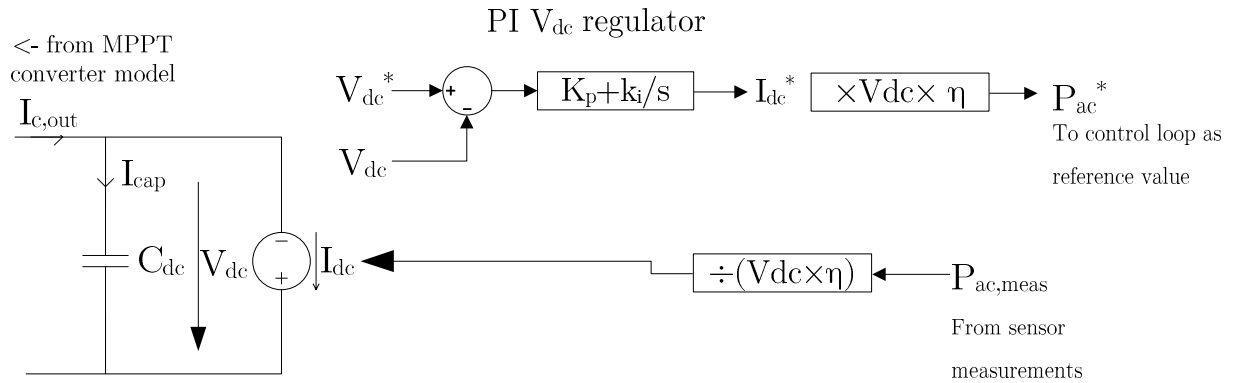 PI Vdc regulator
<- from MPPT
converter model
Ic,out
Icap
Cdc
Vdc
−
+
Idc
Vdc*
+
-
Vdc
Kp+ki/s
Idc*
×Vdc× η
Pac*
To control loop as
reference value
÷(Vdc×η)
Pac,meas
From sensor
measurements